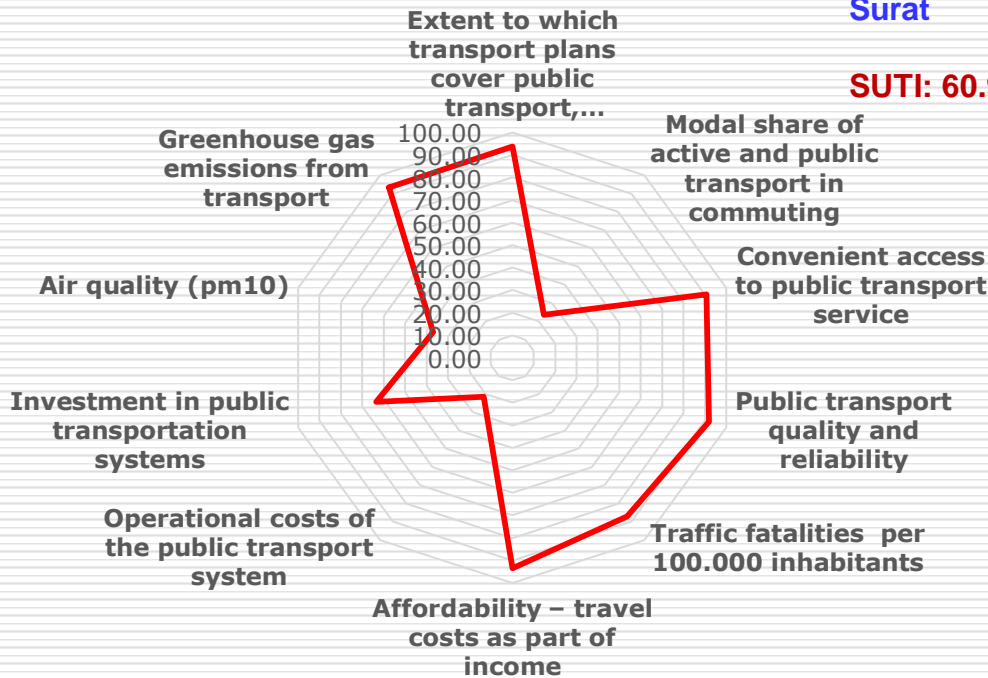 Surat
SUTI: 60.9
Extent to which
transport plans
cover public
transport,...
Modal share of
active and public
transport in
commuting
Convenient access
to public transport
service
Public transport
quality and
reliability
Traffic fatalities per
100.000 inhabitants
Affordability – travel
costs as part of
income
Operational costs of
the public transport
system
Investment in public
transportation
systems
Air quality (pm10)
Greenhouse gas
emissions from
transport
100.00
90.00
80.00
70.00
60.00
50.00
40.00
30.00
20.00
10.00
0.00